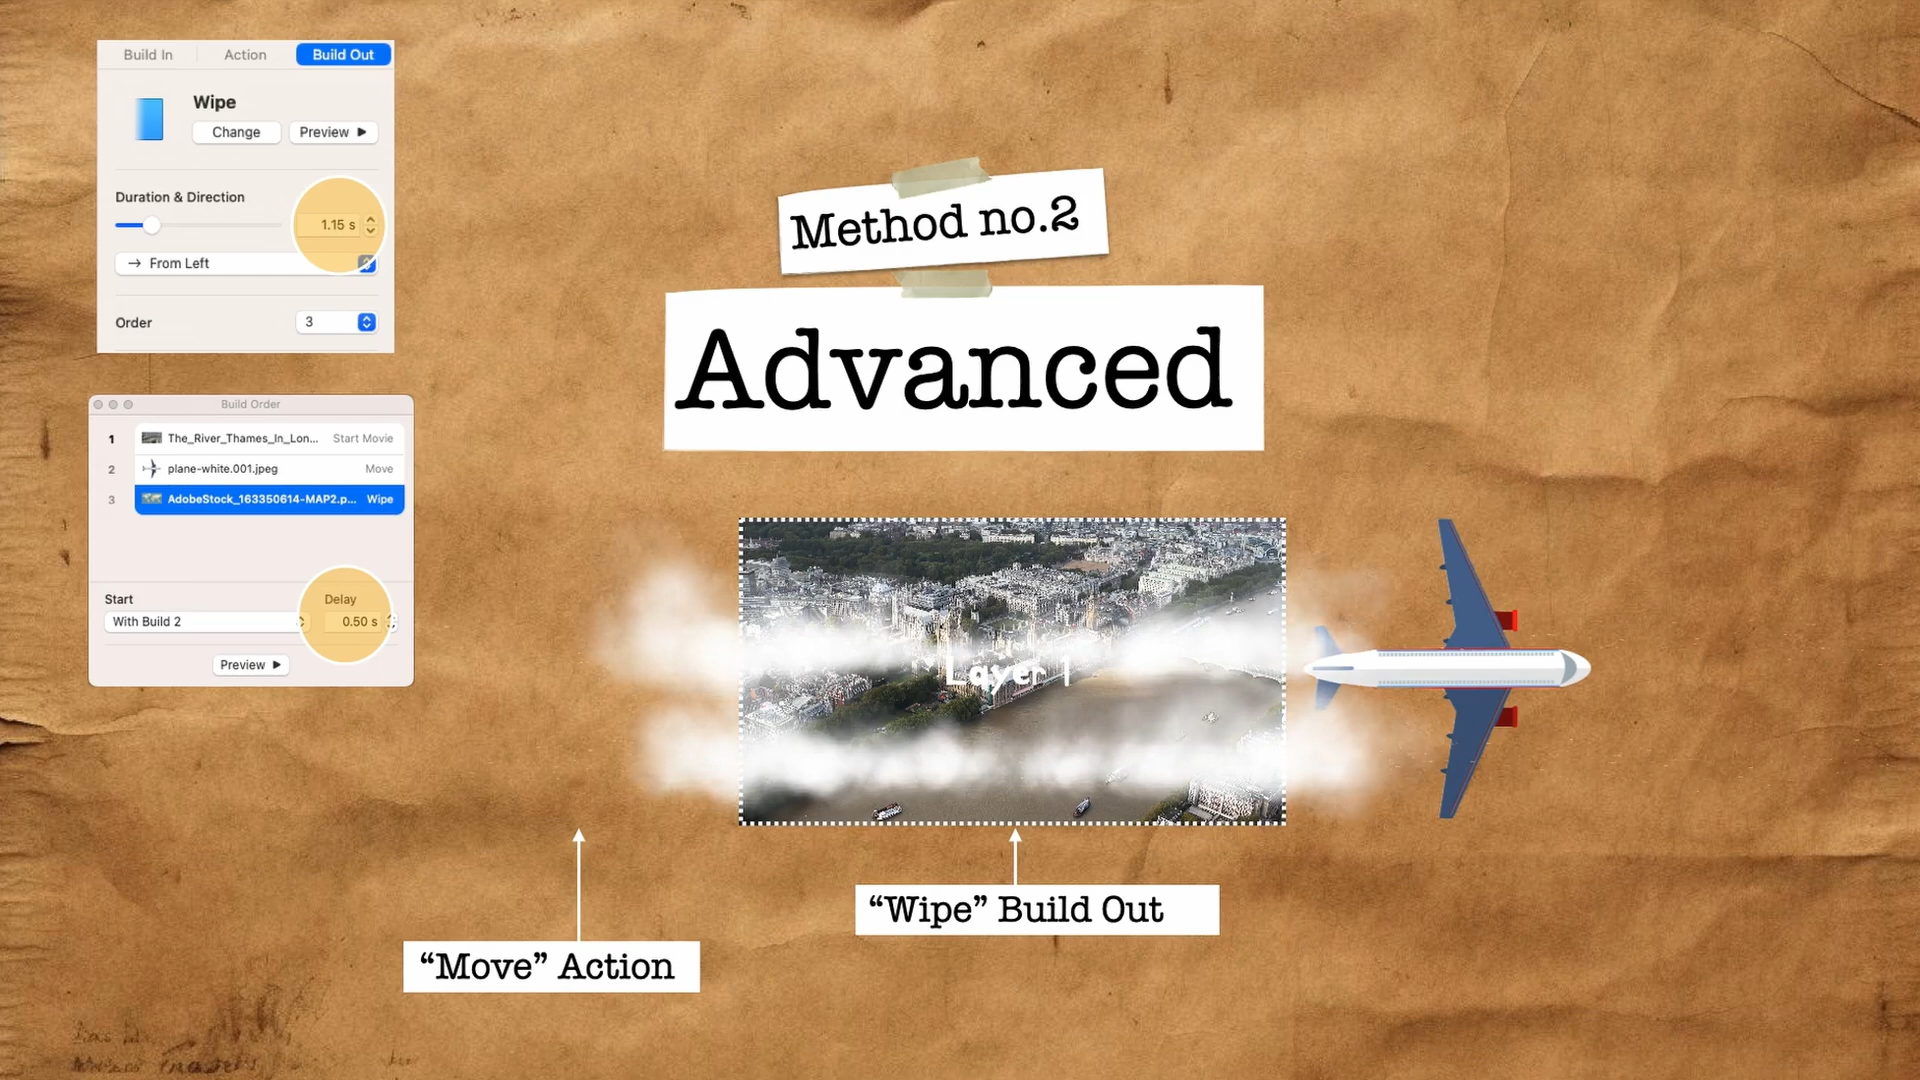 Build In Action Build Out
Wipe
Change Preview
Duration & Direction
1.15 s
→ From Left
Order 3
Build Order
1 The_River_Thames_In_Lon... Start Movie
2 plane-white.001.jpeg Move
3 AdobeStock_163350614-MAP2.p... Wipe
Start Delay
With Build 2 0.50 s
Preview
Method no.2
Advanced
Layer 1
“Wipe” Build Out
“Move” Action